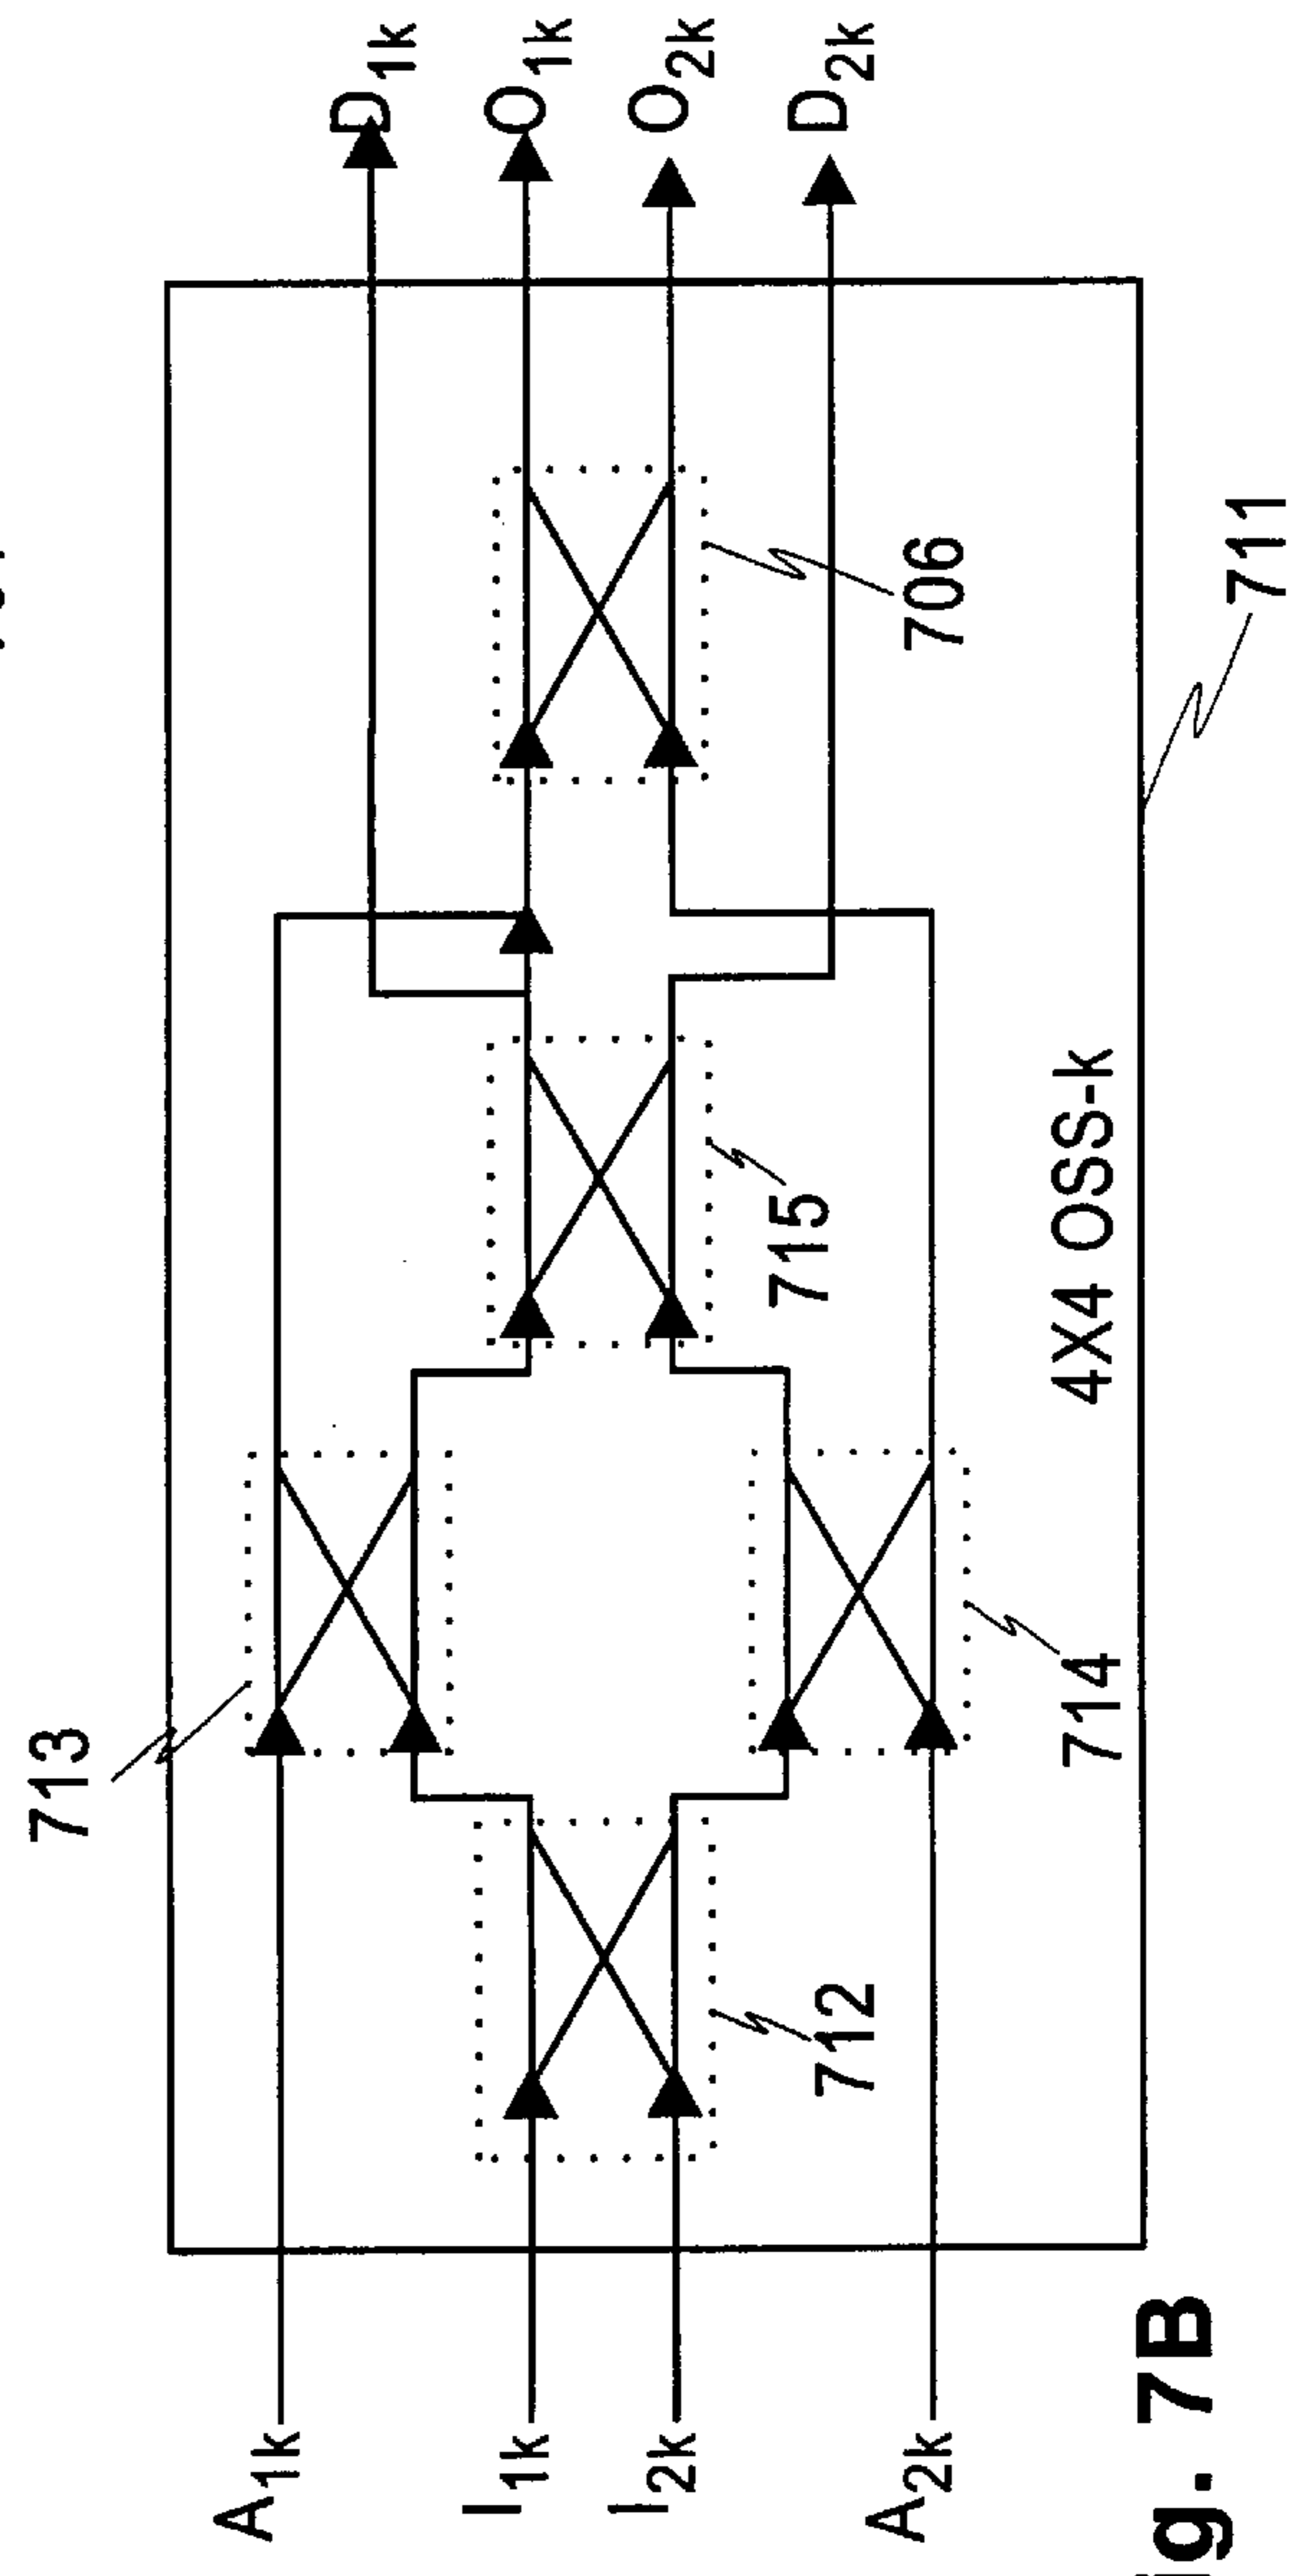 A1k
I1k
I2k
A2k
712
713
714
715
706
D1k
O1k
O2k
D2k
4X4 OSS-k
711
g. 7B